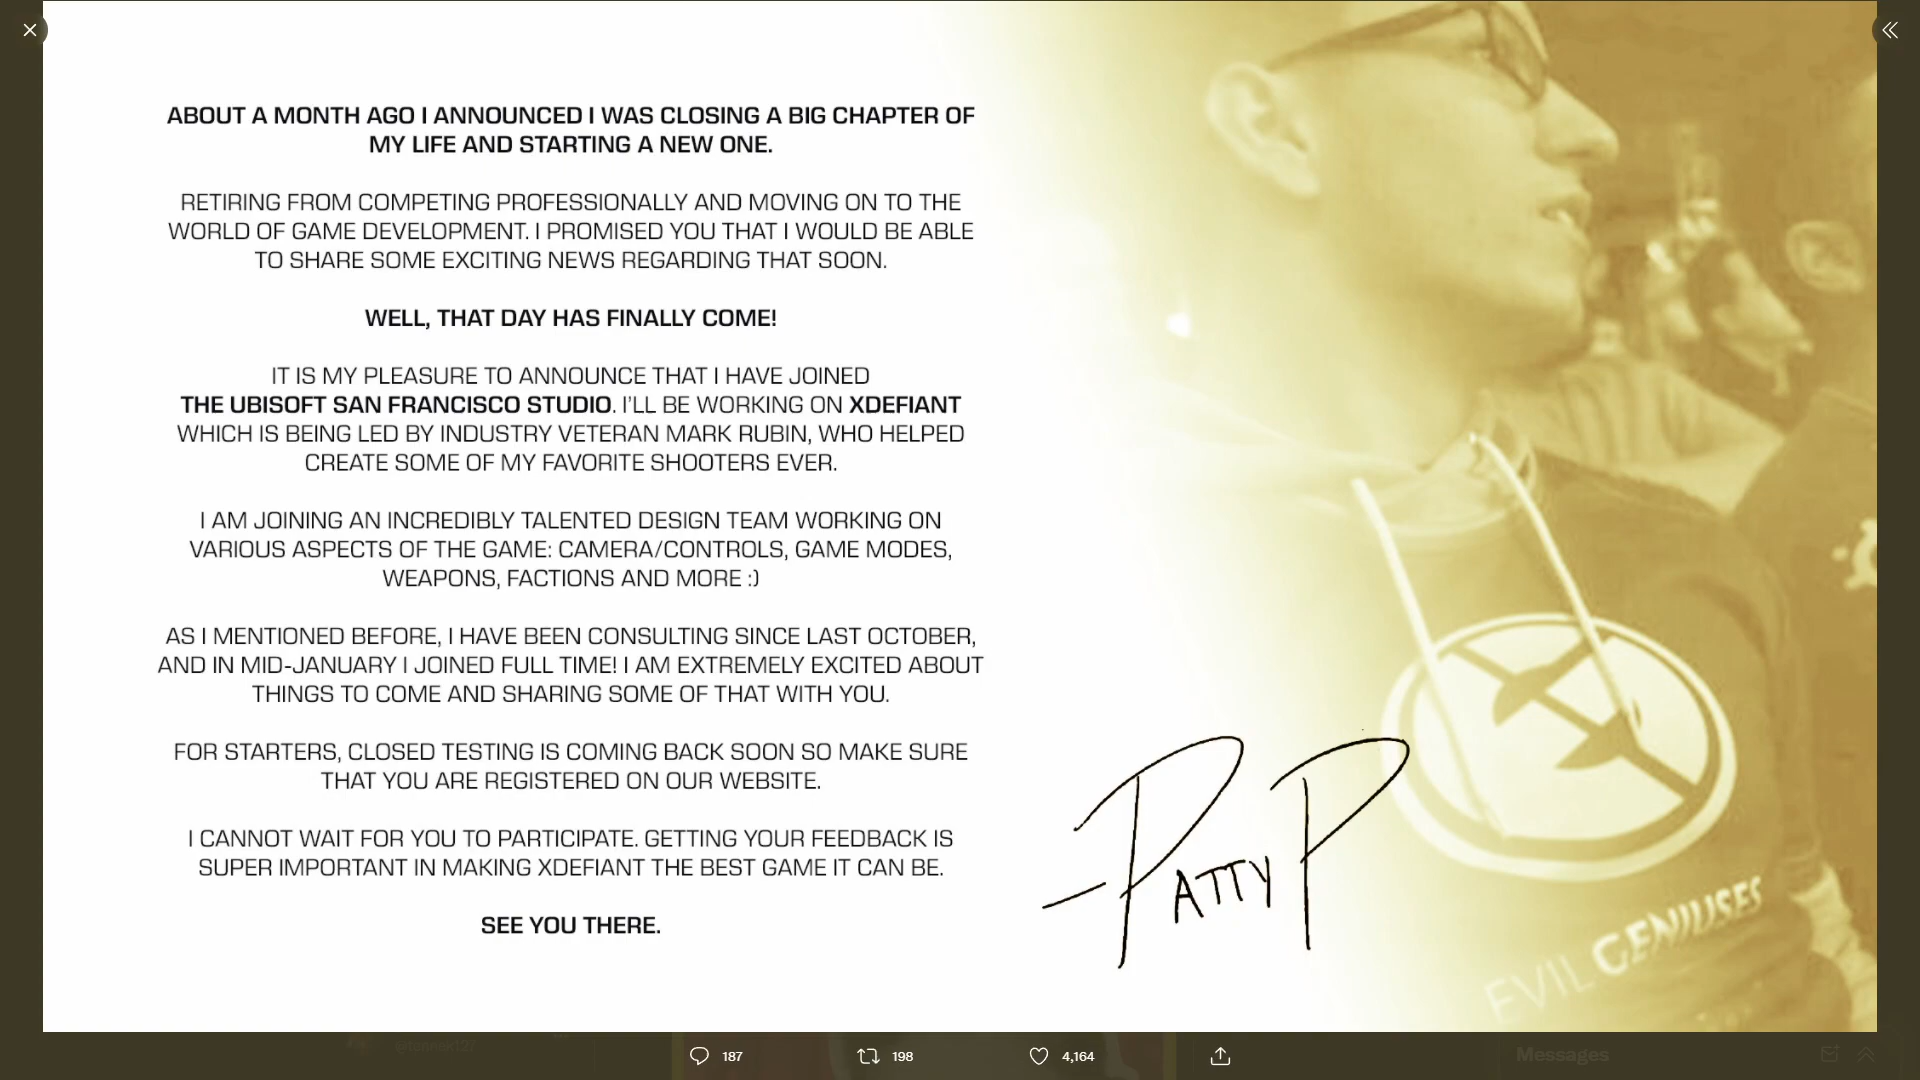 ABOUT A MONTH AGO I ANNOUNCED I WAS CLOSING A BIG CHAPTER OF
MY LIFE AND STARTING A NEW ONE.
RETIRING FROM COMPETING PROFESSIONALLY AND MOVING ON TO THE
WORLD OF GAME DEVELOPMENT. I PROMISED YOU THAT I WOULD BE ABLE
TO SHARE SOME EXCITING NEWS REGARDING THAT SOON.
WELL, THAT DAY HAS FINALLY COME!
IT IS MY PLEASURE TO ANNOUNCE THAT I HAVE JOINED
THE UBISOFT SAN FRANCISCO STUDIO. I'LL BE WORKING ON XDEFIANT
WHICH IS BEING LED BY INDUSTRY VETERAN MARK RUBIN, WHO HELPED
CREATE SOME OF MY FAVORITE SHOOTERS EVER.
I AM JOINING AN INCREDIBLY TALENTED DESIGN TEAM WORKING ON
VARIOUS ASPECTS OF THE GAME: CAMERA/CONTROLS, GAME MODES,
WEAPONS, FACTIONS AND MORE :)
AS I MENTIONED BEFORE, I HAVE BEEN CONSULTING SINCE LAST OCTOBER,
AND IN MID-JANUARY I JOINED FULL TIME! I AM EXTREMELY EXCITED ABOUT
THINGS TO COME AND SHARING SOME OF THAT WITH YOU.
FOR STARTERS, CLOSED TESTING IS COMING BACK SOON SO MAKE SURE
THAT YOU ARE REGISTERED ON OUR WEBSITE.
I CANNOT WAIT FOR YOU TO PARTICIPATE. GETTING YOUR FEEDBACK IS
SUPER IMPORTANT IN MAKING XDEFIANT THE BEST GAME IT CAN BE.
SEE YOU THERE.
-PATTY P
EVIL GENIUSES
187 198 4,164
Messages